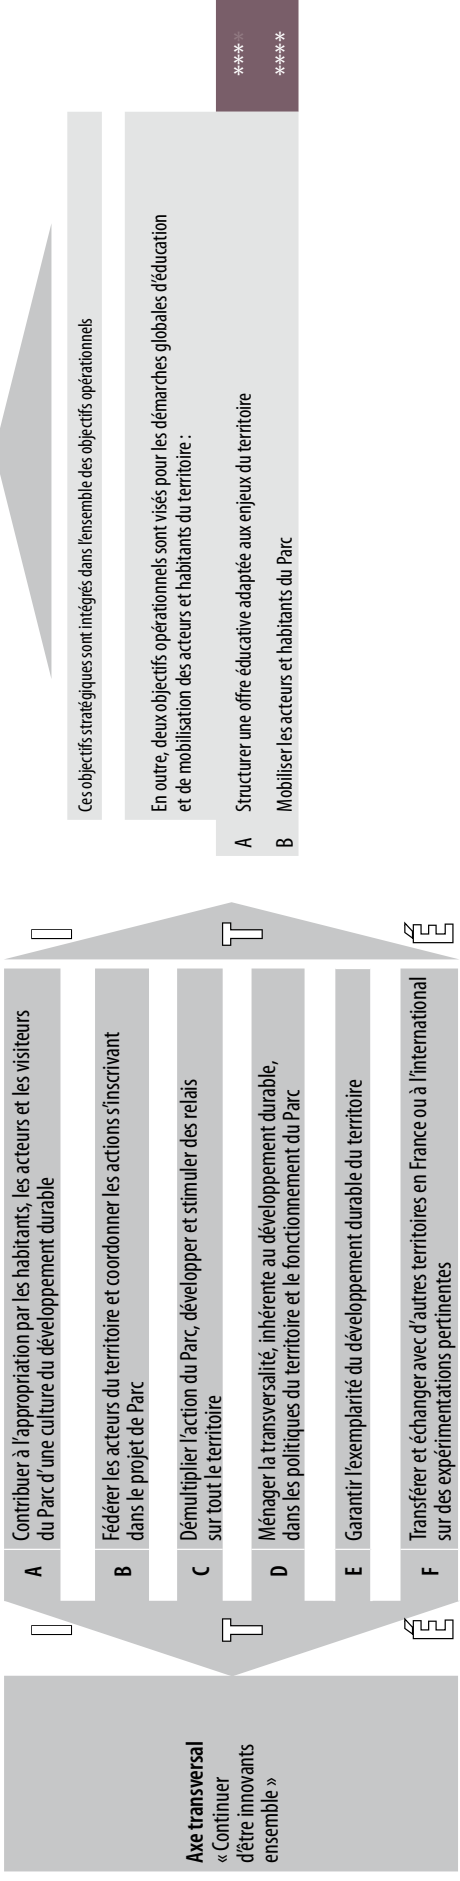 Axe transversal
« Continuer
d'être innovants
ensemble »
I
T
É
A
Contribuer à l'appropriation par les habitants, les acteurs et les visiteurs
du Parc d'une culture du développement durable
B
Fédérer les acteurs du territoire et coordonner les actions s'inscrivant
dans le projet de Parc
C
Démultiplier l'action du Parc, développer et stimuler des relais
sur tout le territoire
D
Ménager la transversalité, inhérente au développement durable,
dans les politiques du territoire et le fonctionnement du Parc
E
Garantir l'exemplarité du développement durable du territoire
F
Transférer et échanger avec d'autres territoires en France ou à l'international
sur des expérimentations pertinentes
I
T
É
Ces objectifs stratégiques sont intégrés dans l'ensemble des objectifs opérationnels
En outre, deux objectifs opérationnels sont visés pour les démarches globales d'éducation
et de mobilisation des acteurs et habitants du territoire :
A Structurer une offre éducative adaptée aux enjeux du territoire ****
B Mobiliser les acteurs et habitants du Parc ****